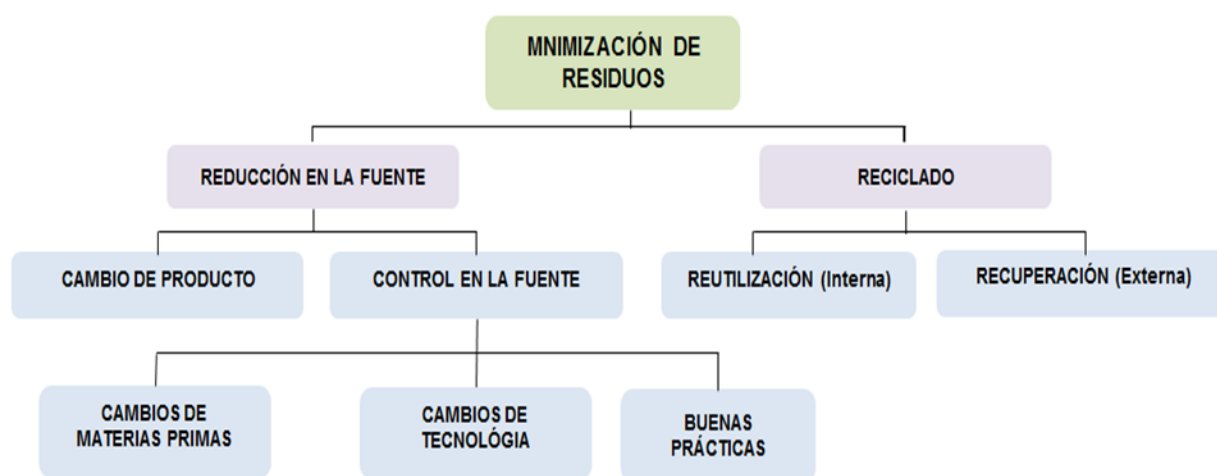 MNIMIZACIÓN DE
RESIDUOS
REDUCCIÓN EN LA FUENTE
RECICLADO
CAMBIO DE PRODUCTO
CONTROL EN LA FUENTE
REUTILIZACIÓN (Interna)
RECUPERACIÓN (Externa)
CAMBIOS DE
MATERIAS PRIMAS
CAMBIOS DE
TECNOLÓGIA
BUENAS
PRÁCTICAS